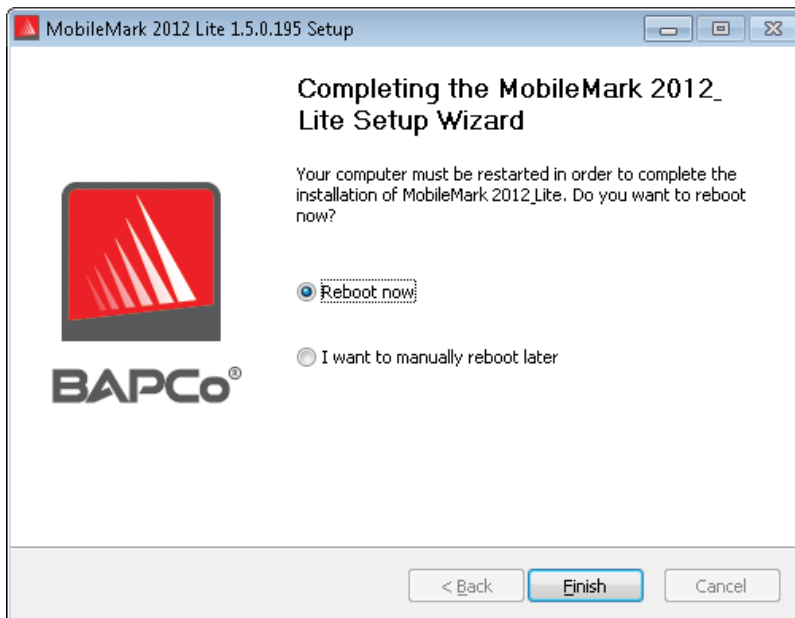 MobileMark 2012 Lite 1.5.0.195 Setup
Completing the MobileMark 2012_
Lite Setup Wizard
Your computer must be restarted in order to complete the
installation of MobileMark 2012_Lite. Do you want to reboot
now?
Reboot now
I want to manually reboot later
BAPCo®
< Back
Finish
Cancel